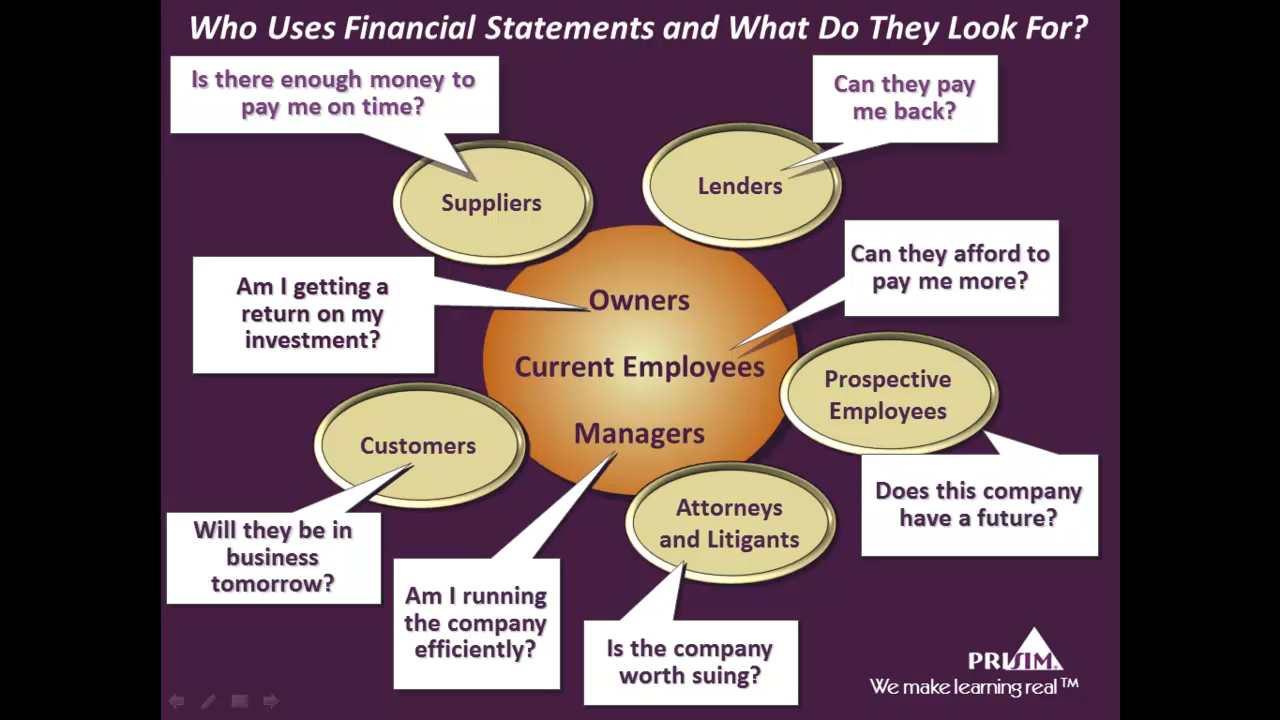 Who Uses Financial Statements and What Do They Look For?
Is there enough money to
pay me on time?
Suppliers
Can they pay
me back?
Lenders
Am I getting a
return on my
investment?
Owners
Can they afford to
pay me more?
Current Employees
Prospective
Employees
Does this company
have a future?
Managers
Am I running
the company
efficiently?
Customers
Will they be in
business
tomorrow?
Attorneys
and Litigants
Is the company
worth suing?
PRISIM
We make learning real™